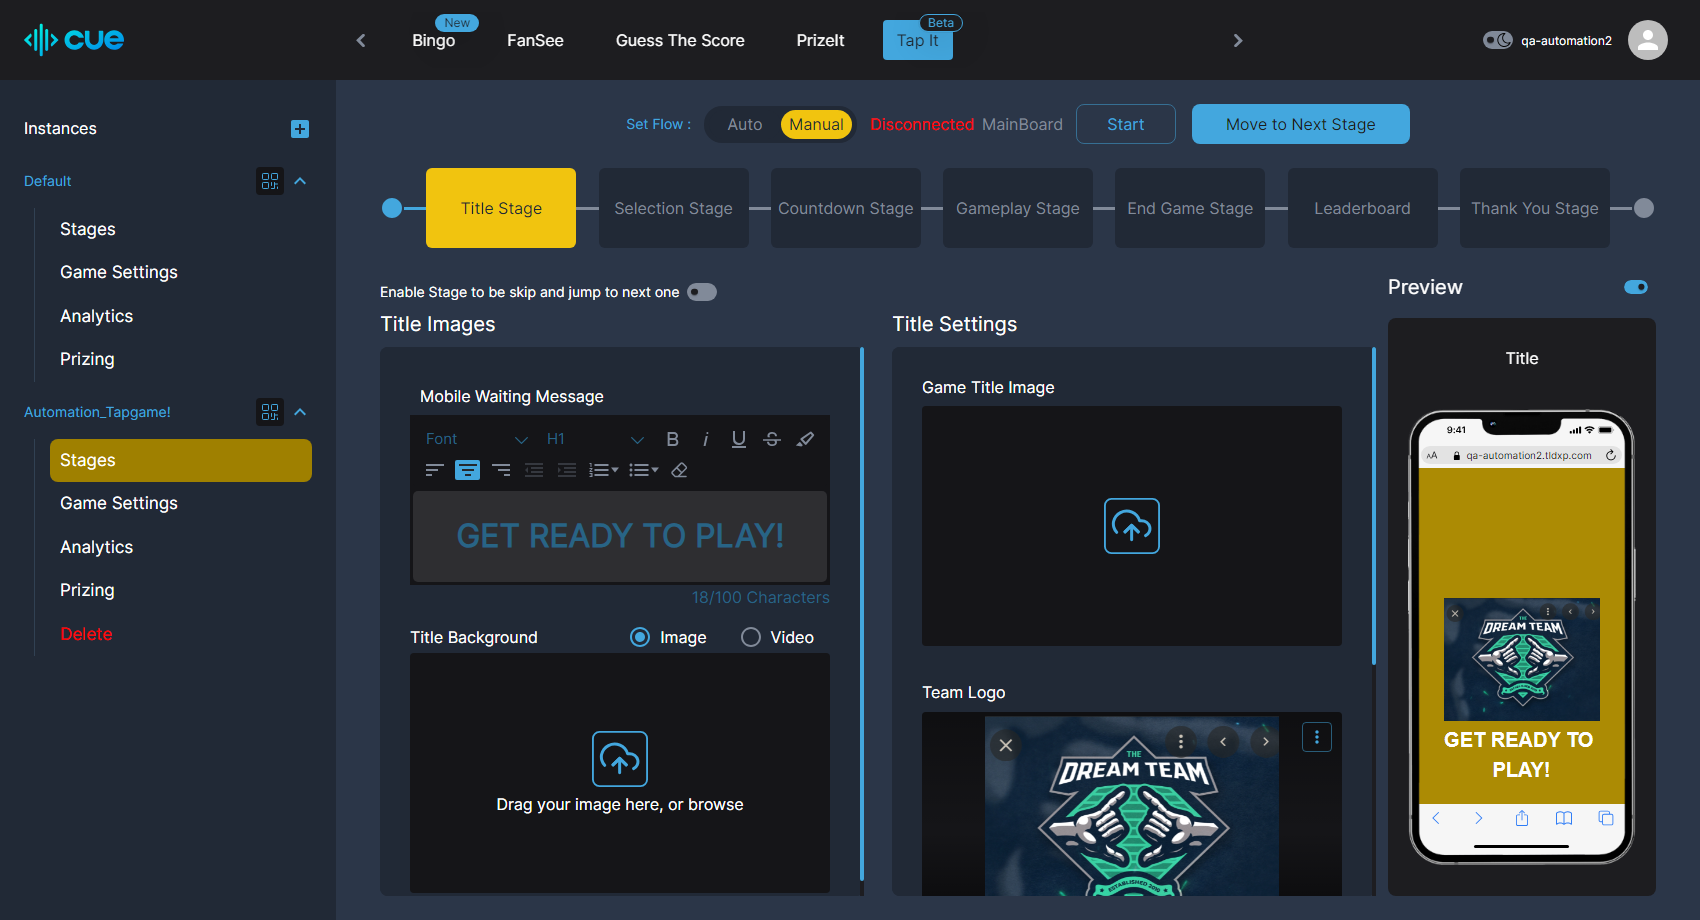 cue
New
Bingo
FanSee
Guess The Score
PrizeIt
Beta
Tap It
qa-automation2
Instances
Default
Stages
Game Settings
Analytics
Prizing
Automation_Tapgame!
Stages
Game Settings
Analytics
Prizing
Delete
Set Flow :
Auto
Manual
Disconnected MainBoard
Start
Move to Next Stage
Title Stage
Selection Stage
Countdown Stage
Gameplay Stage
End Game Stage
Leaderboard
Thank You Stage
Enable Stage to be skip and jump to next one
Title Images
Mobile Waiting Message
Font
H1
B
i
U
S
GET READY TO PLAY!
18/100 Characters
Title Background
Image
Video
Drag your image here, or browse
Title Settings
Game Title Image
Team Logo
THE
DREAM TEAM
ESTABLISHED 2010
Preview
Title
9:41
AA
qa-automation2.tldxp.com
THE
DREAM TEAM
GET READY TO
PLAY!